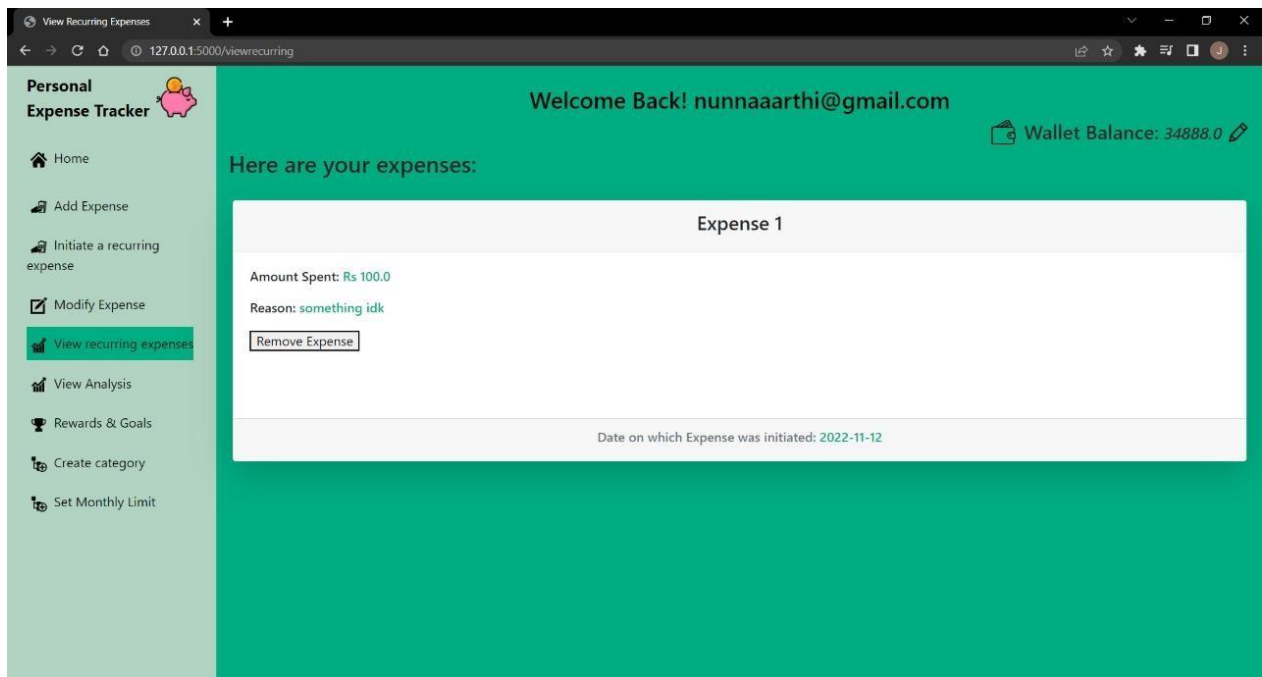 View Recurring Expenses
127.0.0.1:5000/viewrecurring
J
Personal
Expense Tracker
Home
Add Expense
Initiate a recurring
expense
Modify Expense
View recurring expenses
View Analysis
Rewards & Goals
Create category
Set Monthly Limit
Welcome Back! nunnaaarthi@gmail.com
Wallet Balance: 34888.0
Here are your expenses:
Expense 1
Amount Spent: Rs 100.0
Reason: something idk
Remove Expense
Date on which Expense was initiated: 2022-11-12